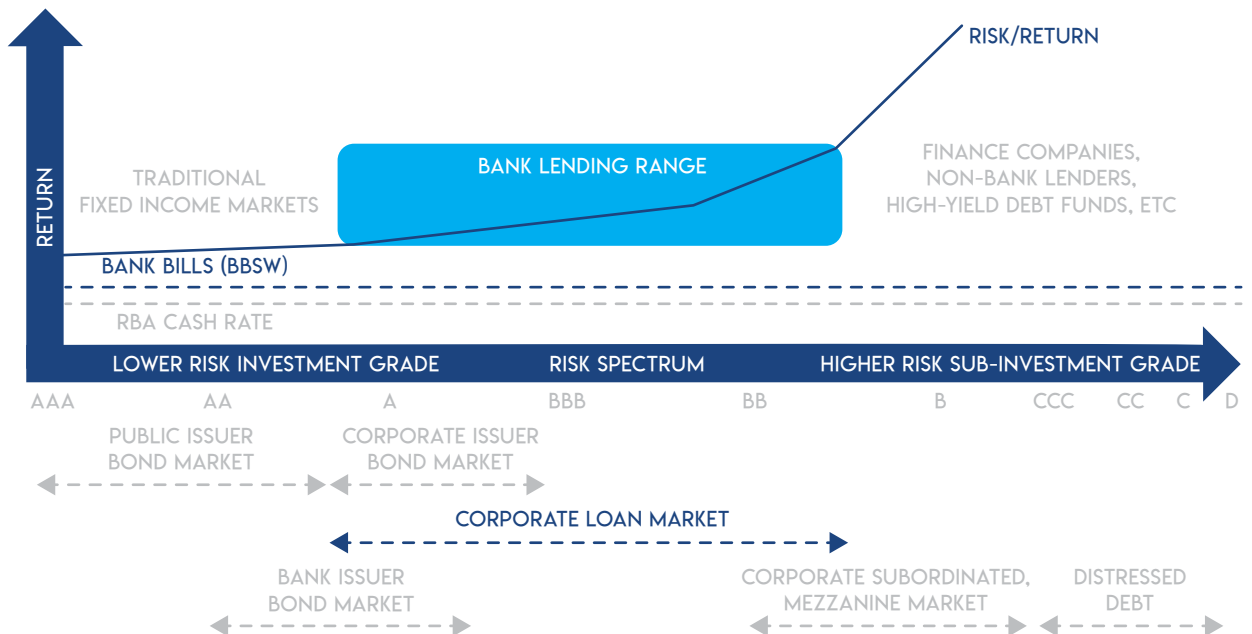 RISK/RETURN
BANK LENDING RANGE
TRADITIONAL
FIXED INCOME MARKETS
FINANCE COMPANIES,
NON-BANK LENDERS,
HIGH-YIELD DEBT FUNDS, ETC
RETURN
BANK BILLS (BBSW)
RBA CASH RATE
LOWER RISK INVESTMENT GRADE
RISK SPECTRUM
HIGHER RISK SUB-INVESTMENT GRADE
AAA
AA
A
BBB
BB
B
CCC
CC
C
D
PUBLIC ISSUER
BOND MARKET
CORPORATE ISSUER
BOND MARKET
CORPORATE LOAN MARKET
BANK ISSUER
BOND MARKET
CORPORATE SUBORDINATED,
MEZZANINE MARKET
DISTRESSED
DEBT